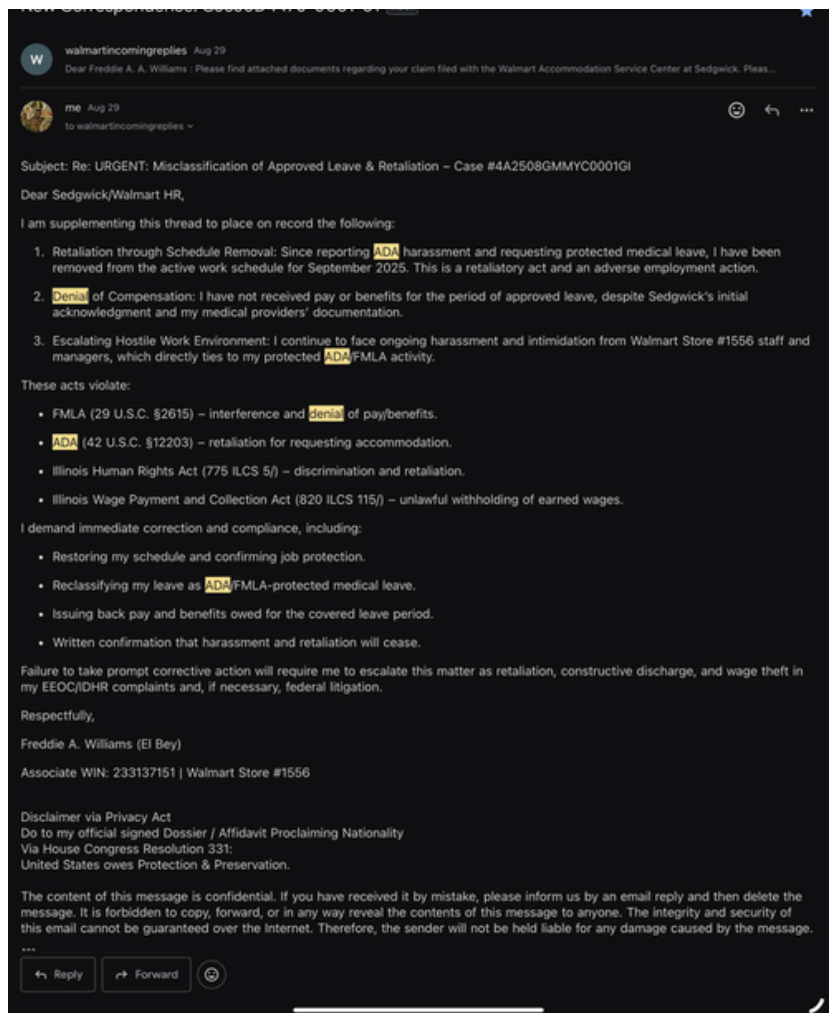 W
walmartincomingreplies Aug 29
Dear Freddie A. A. Williams : Please find attached documents regarding your claim filed with the Walmart Accommodation Service Center at Sedgwick. Pleas...
me Aug 29
to walmartincomingreplies
Subject: Re: URGENT: Misclassification of Approved Leave & Retaliation – Case #4A2508GMMYC0001GI
Dear Sedgwick/Walmart HR,
I am supplementing this thread to place on record the following:
1. Retaliation through Schedule Removal: Since reporting ADA harassment and requesting protected medical leave, I have been
removed from the active work schedule for September 2025. This is a retaliatory act and an adverse employment action.
2. Denial of Compensation: I have not received pay or benefits for the period of approved leave, despite Sedgwick's initial
acknowledgment and my medical providers' documentation.
3. Escalating Hostile Work Environment: I continue to face ongoing harassment and intimidation from Walmart Store #1556 staff and
managers, which directly ties to my protected ADA/FMLA activity.
These acts violate:
• FMLA (29 U.S.C. §2615) – interference and denial of pay/benefits.
• ADA (42 U.S.C. §12203) – retaliation for requesting accommodation.
• Illinois Human Rights Act (775 ILCS 5/) – discrimination and retaliation.
• Illinois Wage Payment and Collection Act (820 ILCS 115/) – unlawful withholding of earned wages.
I demand immediate correction and compliance, including:
• Restoring my schedule and confirming job protection.
• Reclassifying my leave as ADA/FMLA-protected medical leave.
• Issuing back pay and benefits owed for the covered leave period.
• Written confirmation that harassment and retaliation will cease.
Failure to take prompt corrective action will require me to escalate this matter as retaliation, constructive discharge, and wage theft in
my EEOC/IDHR complaints and, if necessary, federal litigation.
Respectfully,
Freddie A. Williams (El Bey)
Associate WIN: 233137151 | Walmart Store #1556
Disclaimer via Privacy Act
Do to my official signed Dossier / Affidavit Proclaiming Nationality
Via House Congress Resolution 331:
United States owes Protection & Preservation.
The content of this message is confidential. If you have received it by mistake, please inform us by an email reply and then delete the
message. It is forbidden to copy, forward, or in any way reveal the contents of this message to anyone. The integrity and security of
this email cannot be guaranteed over the Internet. Therefore, the sender will not be held liable for any damage caused by the message.
...
Reply Forward